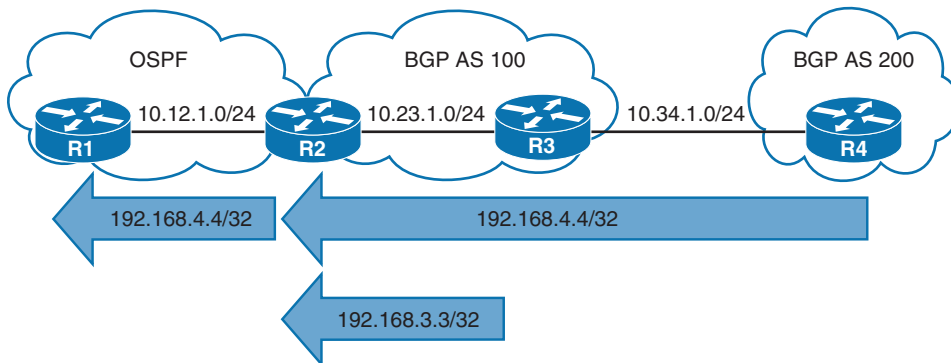 OSPF
BGP AS 100
BGP AS 200
10.12.1.0/24
10.23.1.0/24
10.34.1.0/24
R1
R2
R3
R4
192.168.4.4/32
192.168.4.4/32
192.168.3.3/32